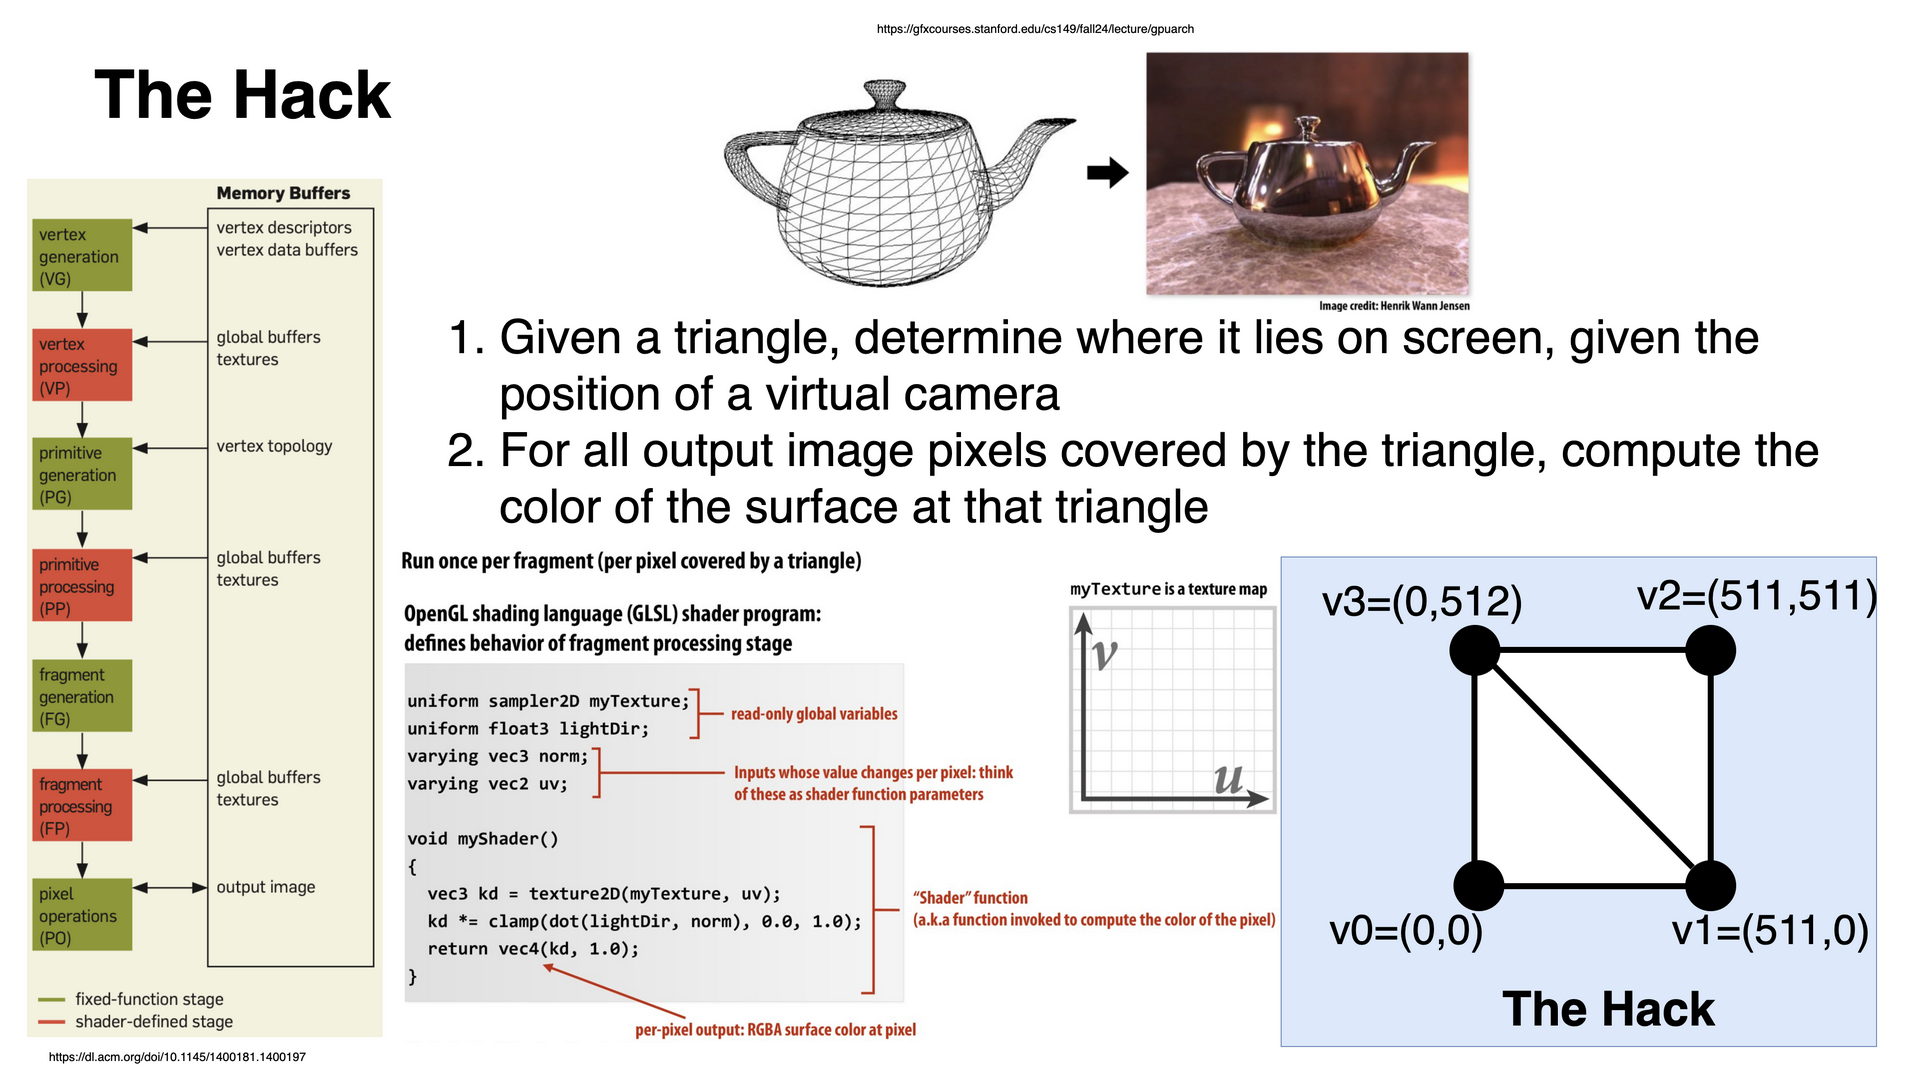 https://gfxcourses.stanford.edu/cs149/fall24/lecture/gpuarch
The Hack
Memory Buffers
vertex
generation
(VG)
vertex descriptors
vertex data buffers
vertex
processing
(VP)
global buffers
textures
primitive
generation
(PG)
vertex topology
primitive
processing
(PP)
global buffers
textures
fragment
generation
(FG)
fragment
processing
(FP)
global buffers
textures
pixel
operations
(PO)
output image
fixed-function stage
shader-defined stage
https://dl.acm.org/doi/10.1145/1400181.1400197
Image credit: Henrik Wann Jensen
1. Given a triangle, determine where it lies on screen, given the
position of a virtual camera
2. For all output image pixels covered by the triangle, compute the
color of the surface at that triangle
Run once per fragment (per pixel covered by a triangle)
OpenGL shading language (GLSL) shader program:
defines behavior of fragment processing stage
uniform sampler2D myTexture;
uniform float3 lightDir;
varying vec3 norm;
varying vec2 uv;
void myShader()
{
vec3 kd = texture2D(myTexture, uv);
kd *= clamp(dot(lightDir, norm), 0.0, 1.0);
return vec4(kd, 1.0);
}
read-only global variables
Inputs whose value changes per pixel: think
of these as shader function parameters
“Shader” function
(a.k.a function invoked to compute the color of the pixel)
per-pixel output: RGBA surface color at pixel
myTexture is a texture map
v
u
v3=(0,512)
v2=(511,511)
v0=(0,0)
v1=(511,0)
The Hack